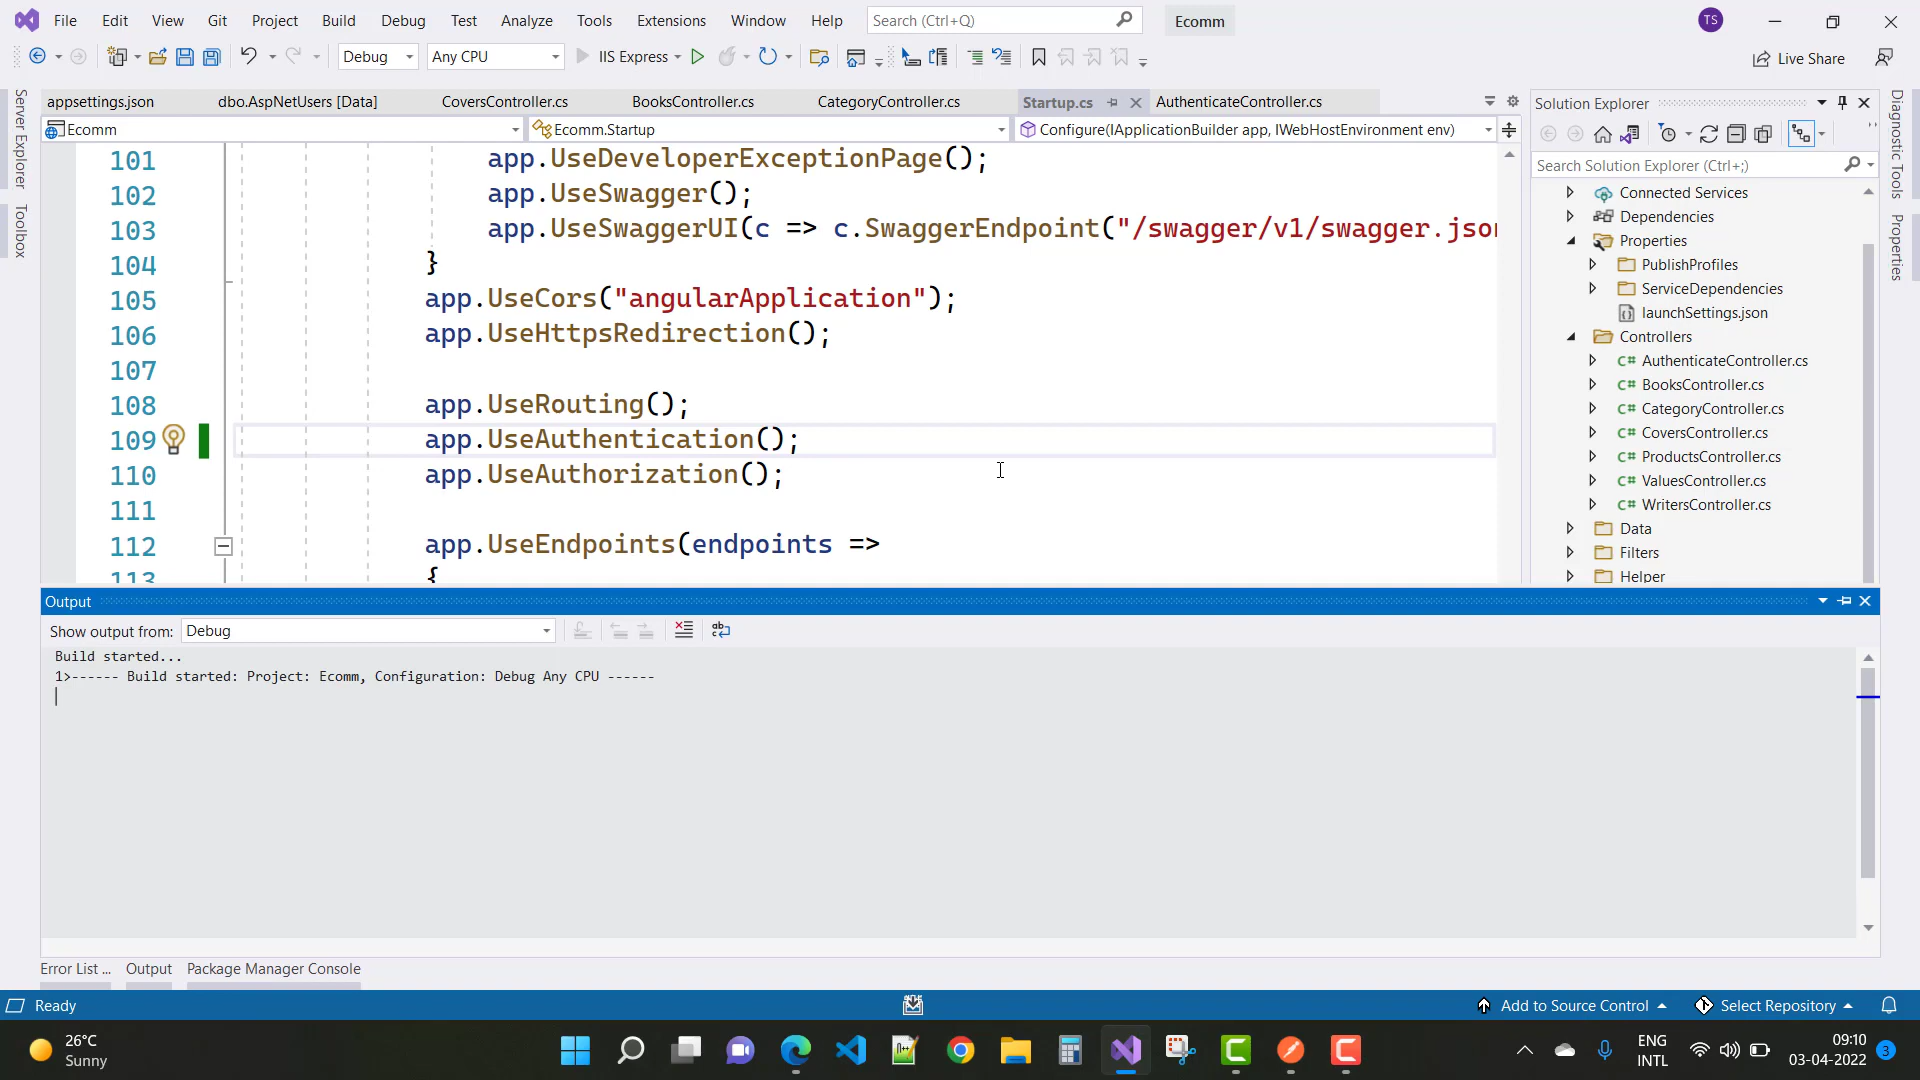 File Edit View Git Project Build Debug Test Analyze Tools Extensions Window Help Search (Ctrl+Q) Ecomm TS
Debug Any CPU IIS Express Live Share
appsettings.json dbo.AspNetUsers [Data] CoversController.cs BooksController.cs CategoryController.cs Startup.cs AuthenticateController.cs
Ecomm Ecomm.Startup Configure(IApplicationBuilder app, IWebHostEnvironment env)
Server Explorer
Toolbox
101 app.UseDeveloperExceptionPage();
102 app.UseSwagger();
103 app.UseSwaggerUI(c => c.SwaggerEndpoint("/swagger/v1/swagger.json
104 }
105 app.UseCors("angularApplication");
106 app.UseHttpsRedirection();
107
108 app.UseRouting();
109 app.UseAuthentication();
110 app.UseAuthorization();
111
112 app.UseEndpoints(endpoints =>
113 {
Solution Explorer
Search Solution Explorer (Ctrl+;)
Connected Services
Dependencies
Properties
PublishProfiles
ServiceDependencies
launchSettings.json
Controllers
C# AuthenticateController.cs
C# BooksController.cs
C# CategoryController.cs
C# CoversController.cs
C# ProductsController.cs
C# ValuesController.cs
C# WritersController.cs
Data
Filters
Helper
Diagnostic Tools
Properties
Output
Show output from: Debug
Build started...
1>------ Build started: Project: Ecomm, Configuration: Debug Any CPU ------
Error List ... Output Package Manager Console
Ready Add to Source Control Select Repository
26°C
Sunny
ENG
INTL
09:10
03-04-2022
3